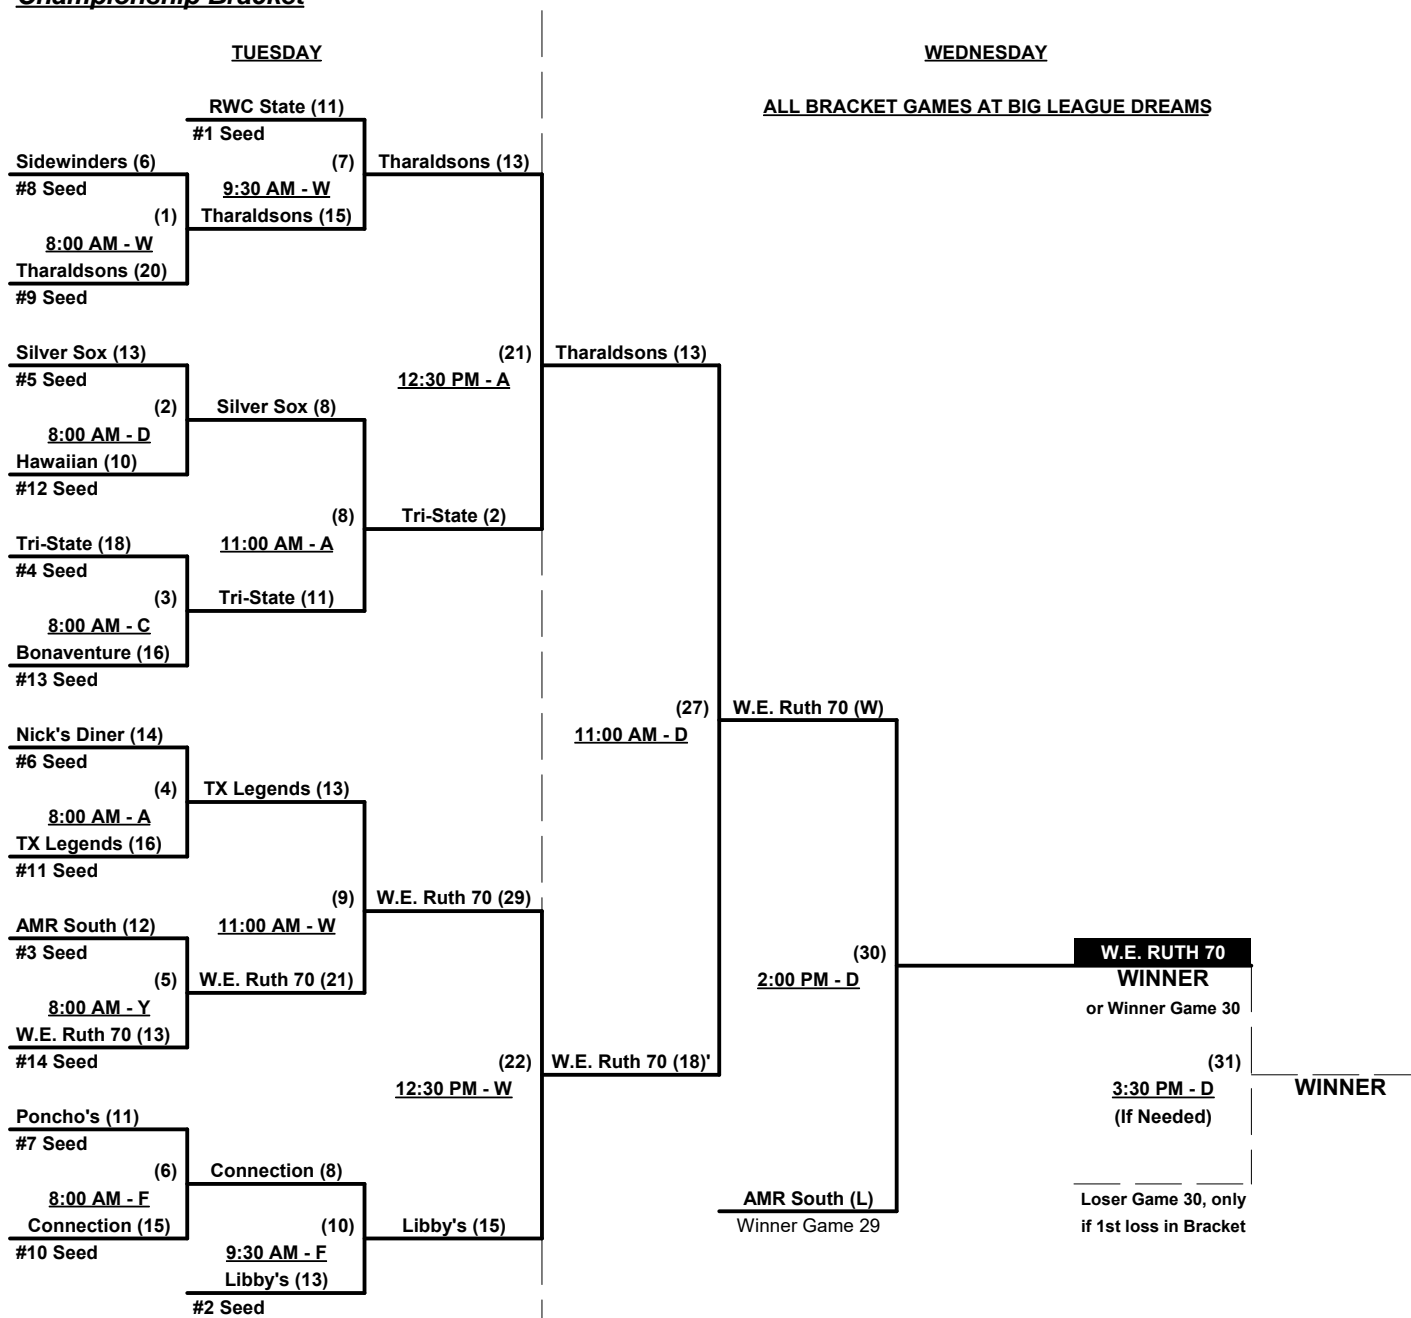 Championship Bracket
TUESDAY
WEDNESDAY
RWC State (11)
ALL BRACKET GAMES AT BIG LEAGUE DREAMS
#1 Seed
Sidewinders (6)
(7)
Tharaldsons (13)
#8 Seed
9:30 AM - W
(1)
Tharaldsons (15)
8:00 AM - W
Tharaldsons (20)
#9 Seed
Silver Sox (13)
(21)
Tharaldsons (13)
#5 Seed
12:30 PM - A
(2)
Silver Sox (8)
8:00 AM - D
Hawaiian (10)
#12 Seed
(8)
Tri-State (2)
Tri-State (18)
11:00 AM - A
#4 Seed
(3)
Tri-State (11)
8:00 AM - C
Bonaventure (16)
#13 Seed
(27)
W.E. Ruth 70 (W)
Nick's Diner (14)
11:00 AM - D
#6 Seed
(4)
TX Legends (13)
8:00 AM - A
TX Legends (16)
#11 Seed
(9)
W.E. Ruth 70 (29)
AMR South (12)
11:00 AM - W
#3 Seed
(30)
W.E. RUTH 70
(5)
W.E. Ruth 70 (21)
2:00 PM - D
WINNER
8:00 AM - Y
or Winner Game 30
W.E. Ruth 70 (13)
#14 Seed
(22)
W.E. Ruth 70 (18)'
(31)
12:30 PM - W
3:30 PM - D
WINNER
Poncho's (11)
(If Needed)
#7 Seed
(6)
Connection (8)
8:00 AM - F
AMR South (L)
Loser Game 30, only
Connection (15)
(10)
Libby's (15)
Winner Game 29
if 1st loss in Bracket
#10 Seed
9:30 AM - F
Libby's (13)
#2 Seed